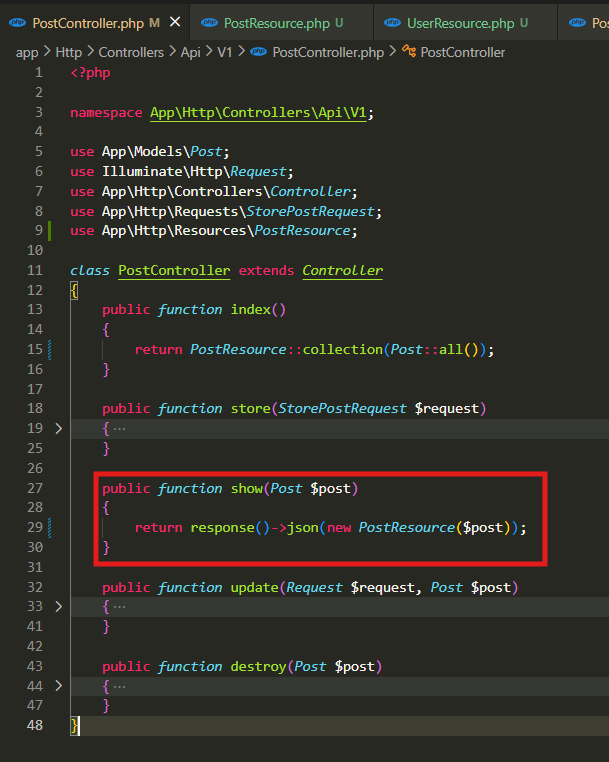 PostController.php M
PostResource.php U
UserResource.php U
Po
app > Http > Controllers > Api > V1 > PostController.php > PostController
1 <?php
2
3 namespace App\Http\Controllers\Api\V1;
4
5 use App\Models\Post;
6 use Illuminate\Http\Request;
7 use App\Http\Controllers\Controller;
8 use App\Http\Requests\StorePostRequest;
9 use App\Http\Resources\PostResource;
10
11 class PostController extends Controller
12 {
13     public function index()
14     {
15         return PostResource::collection(Post::all());
16     }
17
18     public function store(StorePostRequest $request)
19     { ...
25     }
26
27     public function show(Post $post)
28     {
29         return response()->json(new PostResource($post));
30     }
31
32     public function update(Request $request, Post $post)
33     { ...
41     }
42
43     public function destroy(Post $post)
44     { ...
47     }
48 }